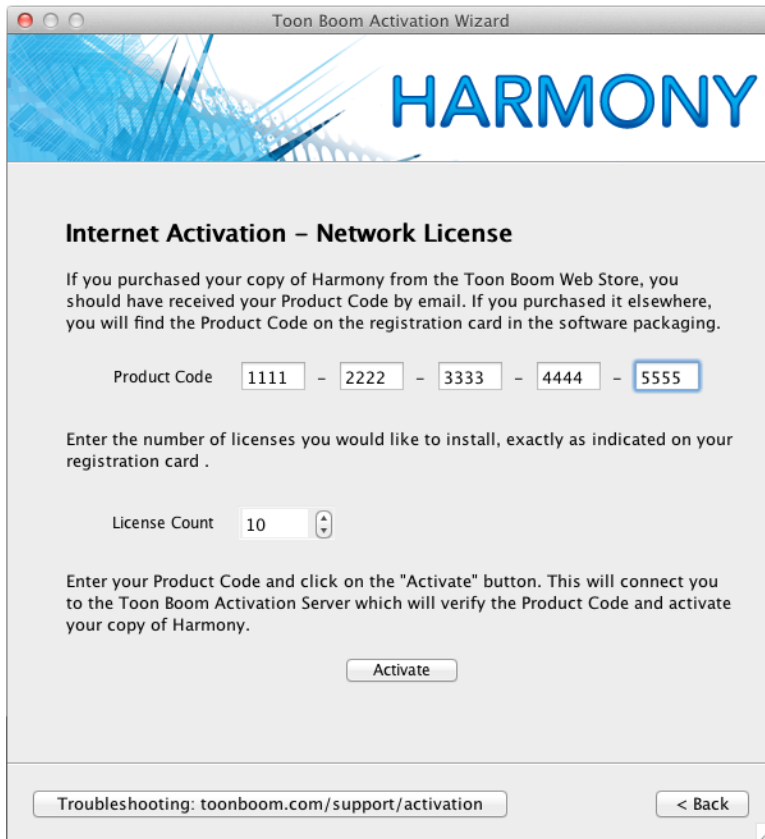 Toon Boom Activation Wizard
HARMONY
Internet Activation – Network License
If you purchased your copy of Harmony from the Toon Boom Web Store, you
should have received your Product Code by email. If you purchased it elsewhere,
you will find the Product Code on the registration card in the software packaging.
Product Code 1111 - 2222 - 3333 - 4444 - 5555
Enter the number of licenses you would like to install, exactly as indicated on your
registration card .
License Count 10
Enter your Product Code and click on the "Activate" button. This will connect you
to the Toon Boom Activation Server which will verify the Product Code and activate
your copy of Harmony.
Activate
Troubleshooting: toonboom.com/support/activation < Back